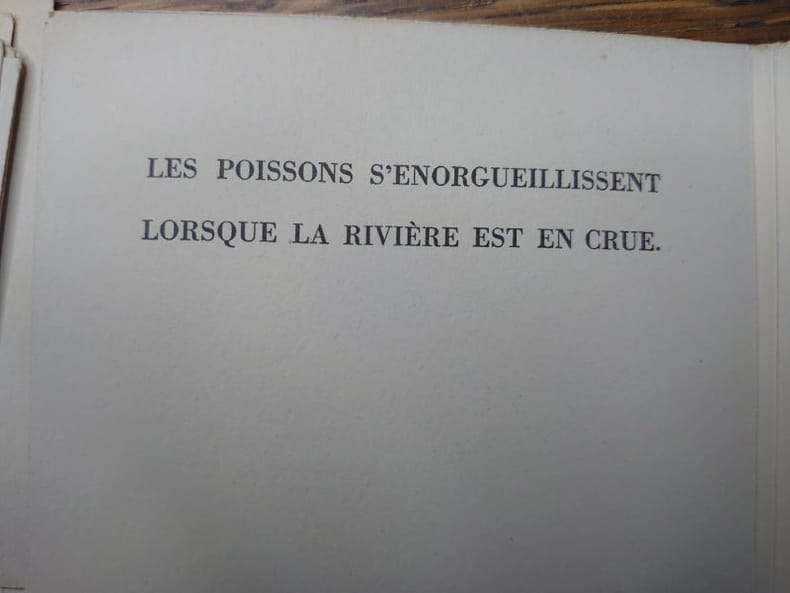 LES POISSONS S'ENORGUEILLISSENT
LORSQUE LA RIVIÈRE EST EN CRUE.